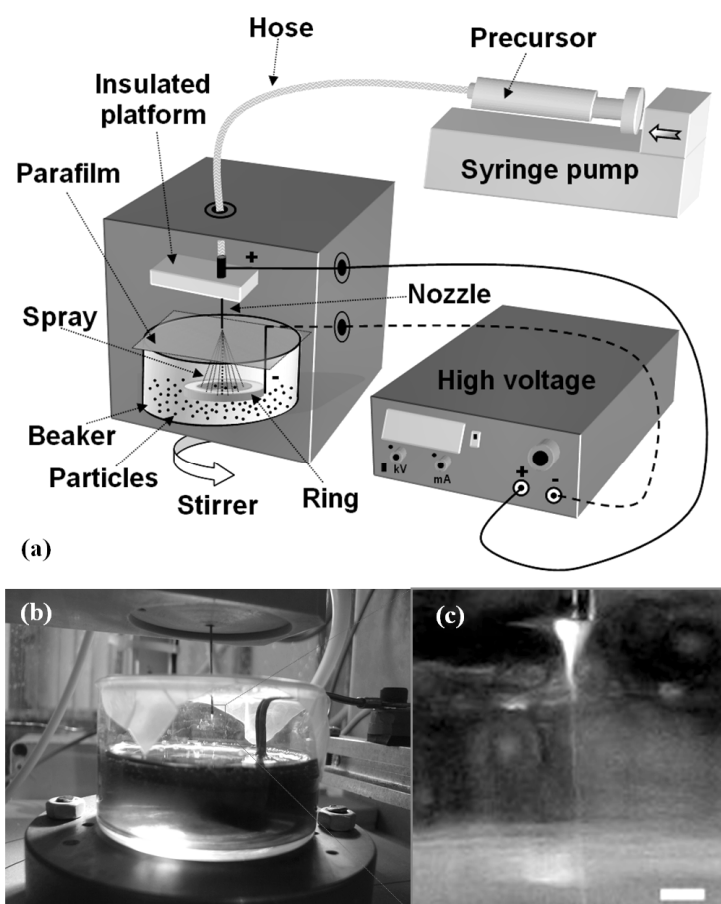 Hose
Precursor
Insulated
platform
Parafilm
Syringe pump
+
Nozzle
Spray
High voltage
-
Beaker
kV
mA
+
-
Particles
Ring
Stirrer
(a)
(b)
(c)